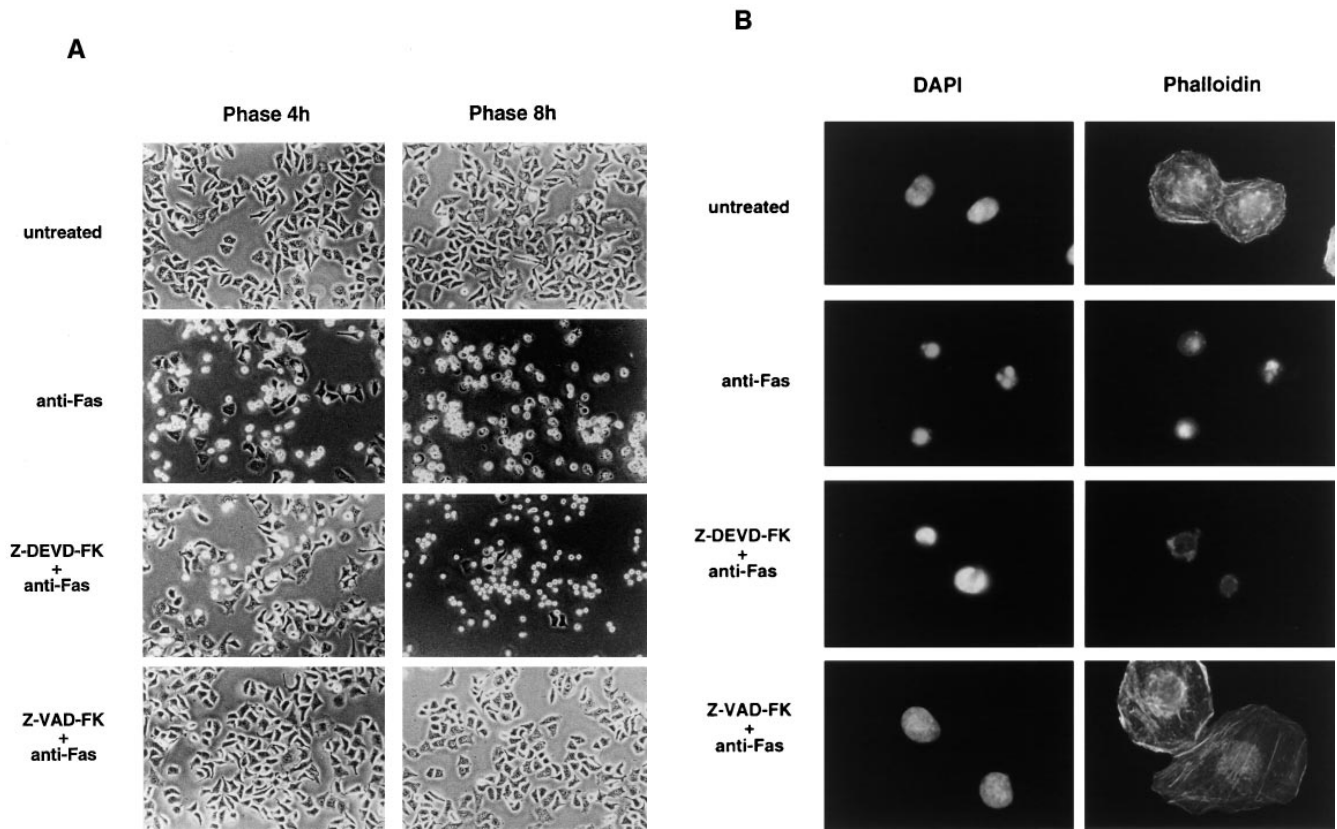 A
Phase 4h
Phase 8h
untreated
anti-Fas
Z-DEVD-FK
+
anti-Fas
Z-VAD-FK
+
anti-Fas
B
DAPI
Phalloidin
untreated
anti-Fas
Z-DEVD-FK
+
anti-Fas
Z-VAD-FK
+
anti-Fas